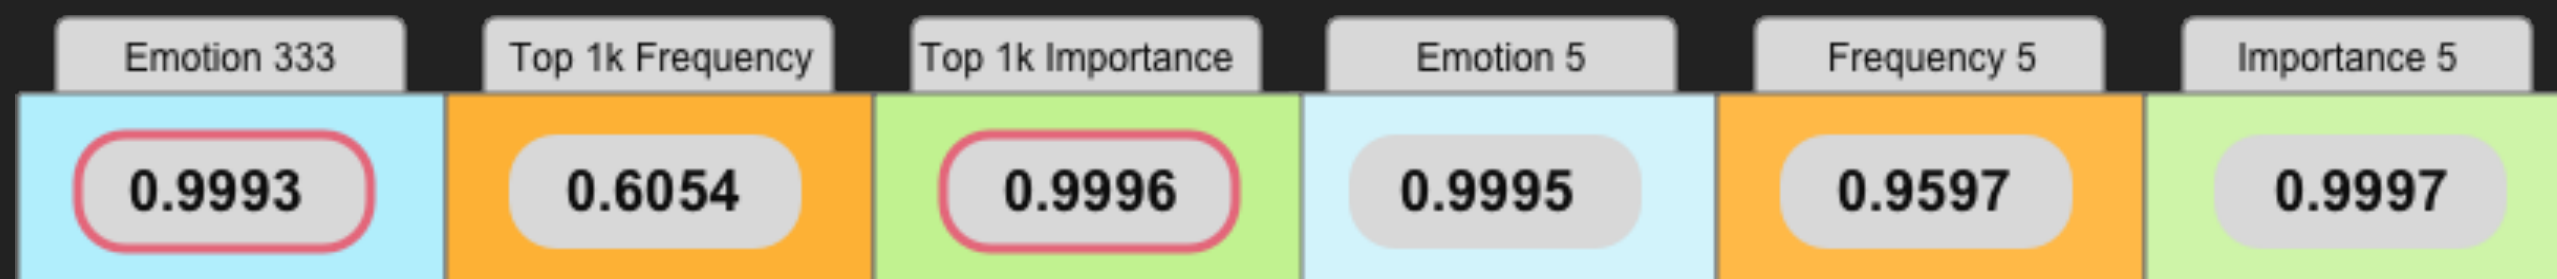 Emotion 333 Top 1k Frequency Top 1k Importance Emotion 5 Frequency 5 Importance 5
0.9993 0.6054 0.9996 0.9995 0.9597 0.9997